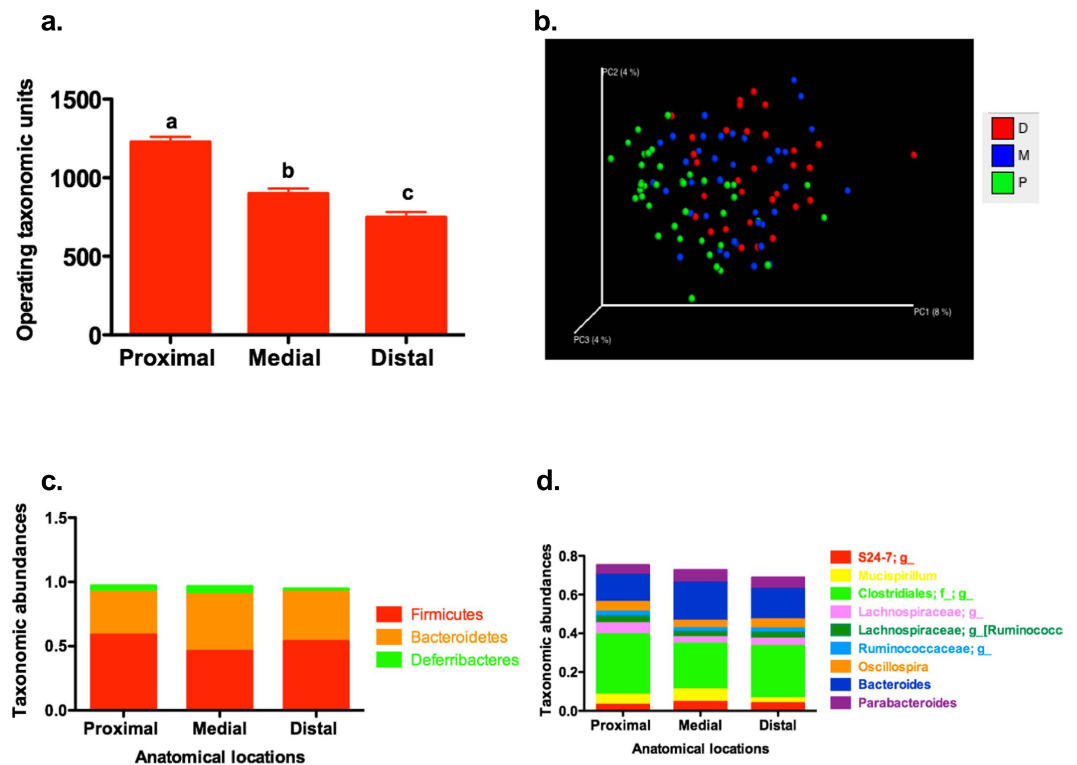 a.
Operating taxonomic units
1500
1000
500
0
a
b
c
Proximal Medial Distal
b.
PC2 (4 %)
PC1 (8 %)
PC3 (4 %)
D
M
P
c.
Taxonomic abundances
1.5
1.0
0.5
0.0
Proximal Medial Distal
Anatomical locations
Firmicutes
Bacteroidetes
Deferribacteres
d.
Taxonomic abundances
0.8
0.6
0.4
0.2
0.0
Proximal Medial Distal
Anatomical locations
S24-7; g_
Mucispirillum
Clostridiales; f_; g_
Lachnospiraceae; g_
Lachnospiraceae; g_[Ruminococc
Ruminococcaceae; g_
Oscillospira
Bacteroides
Parabacteroides